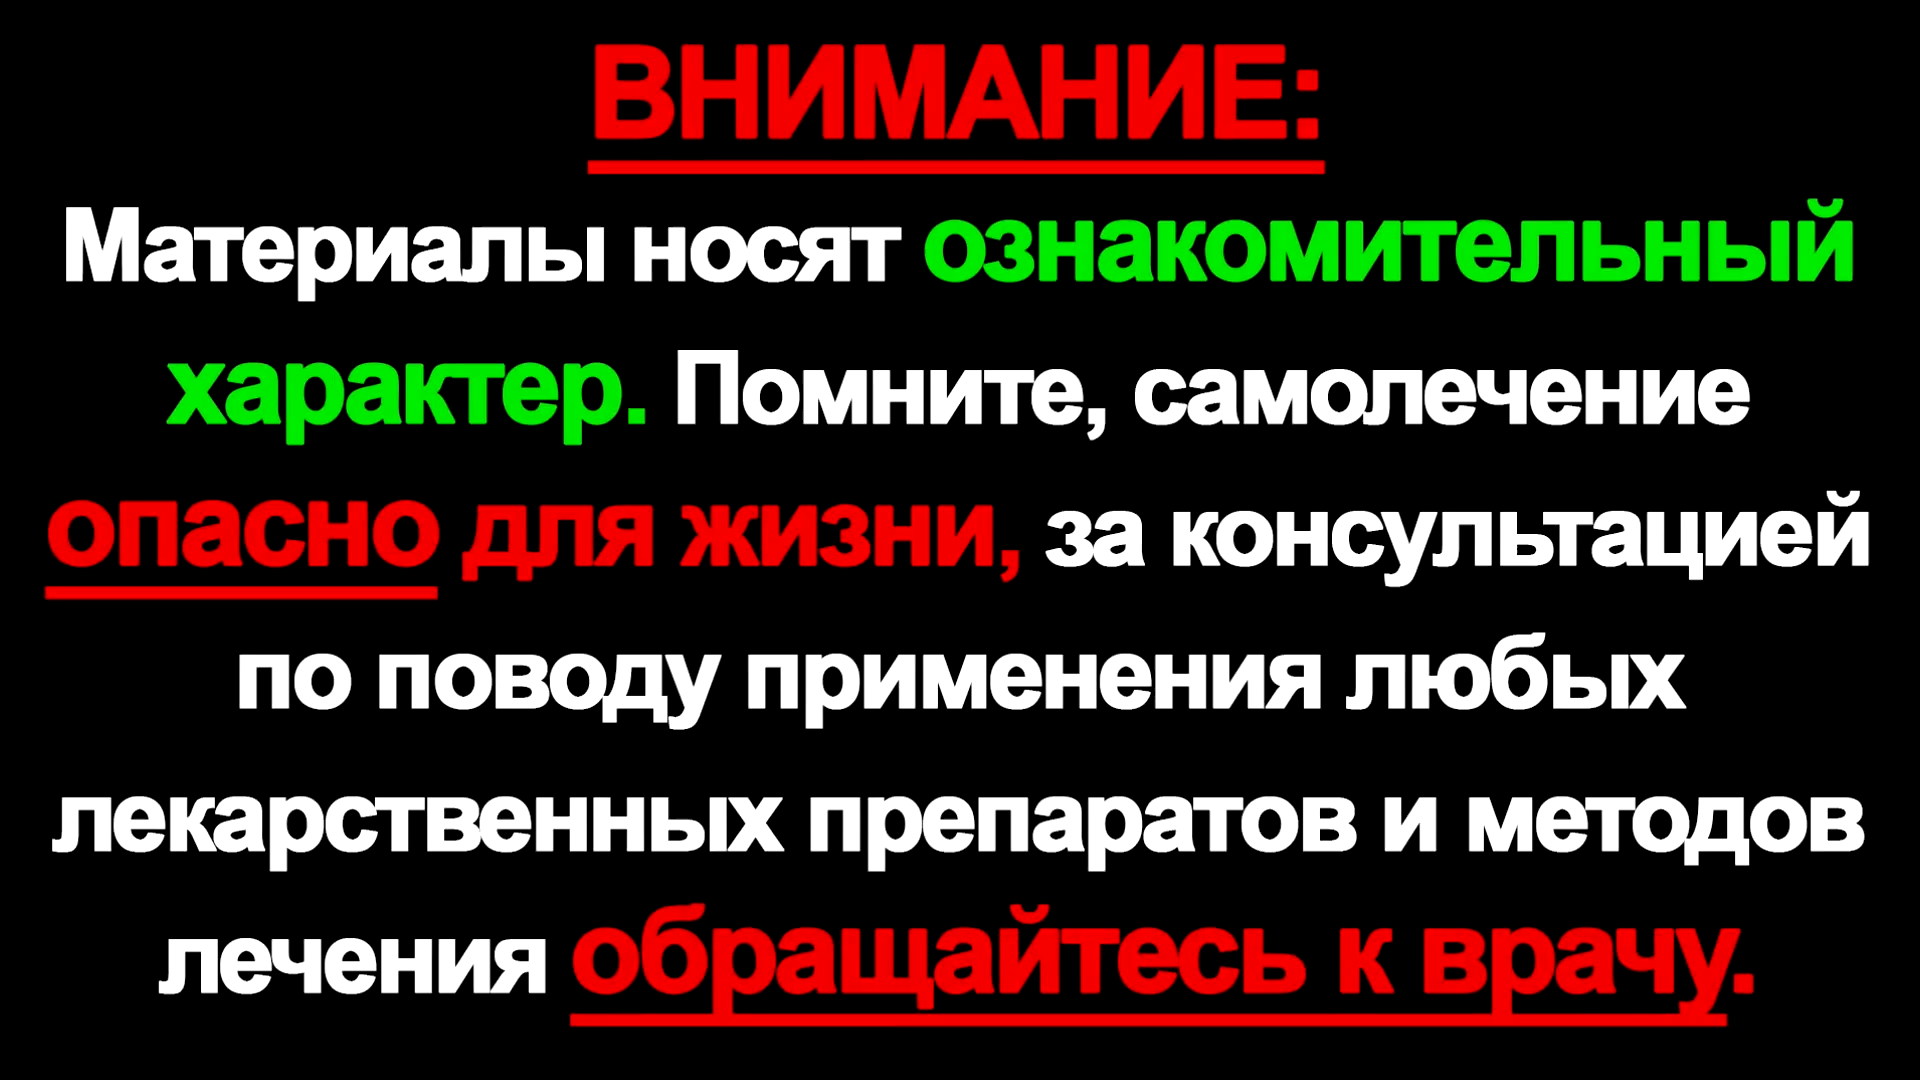 ВНИМАНИЕ:
Материалы носят ознакомительный
характер. Помните, самолечение
опасно для жизни, за консультацией
по поводу применения любых
лекарственных препаратов и методов
лечения обращайтесь к врачу.